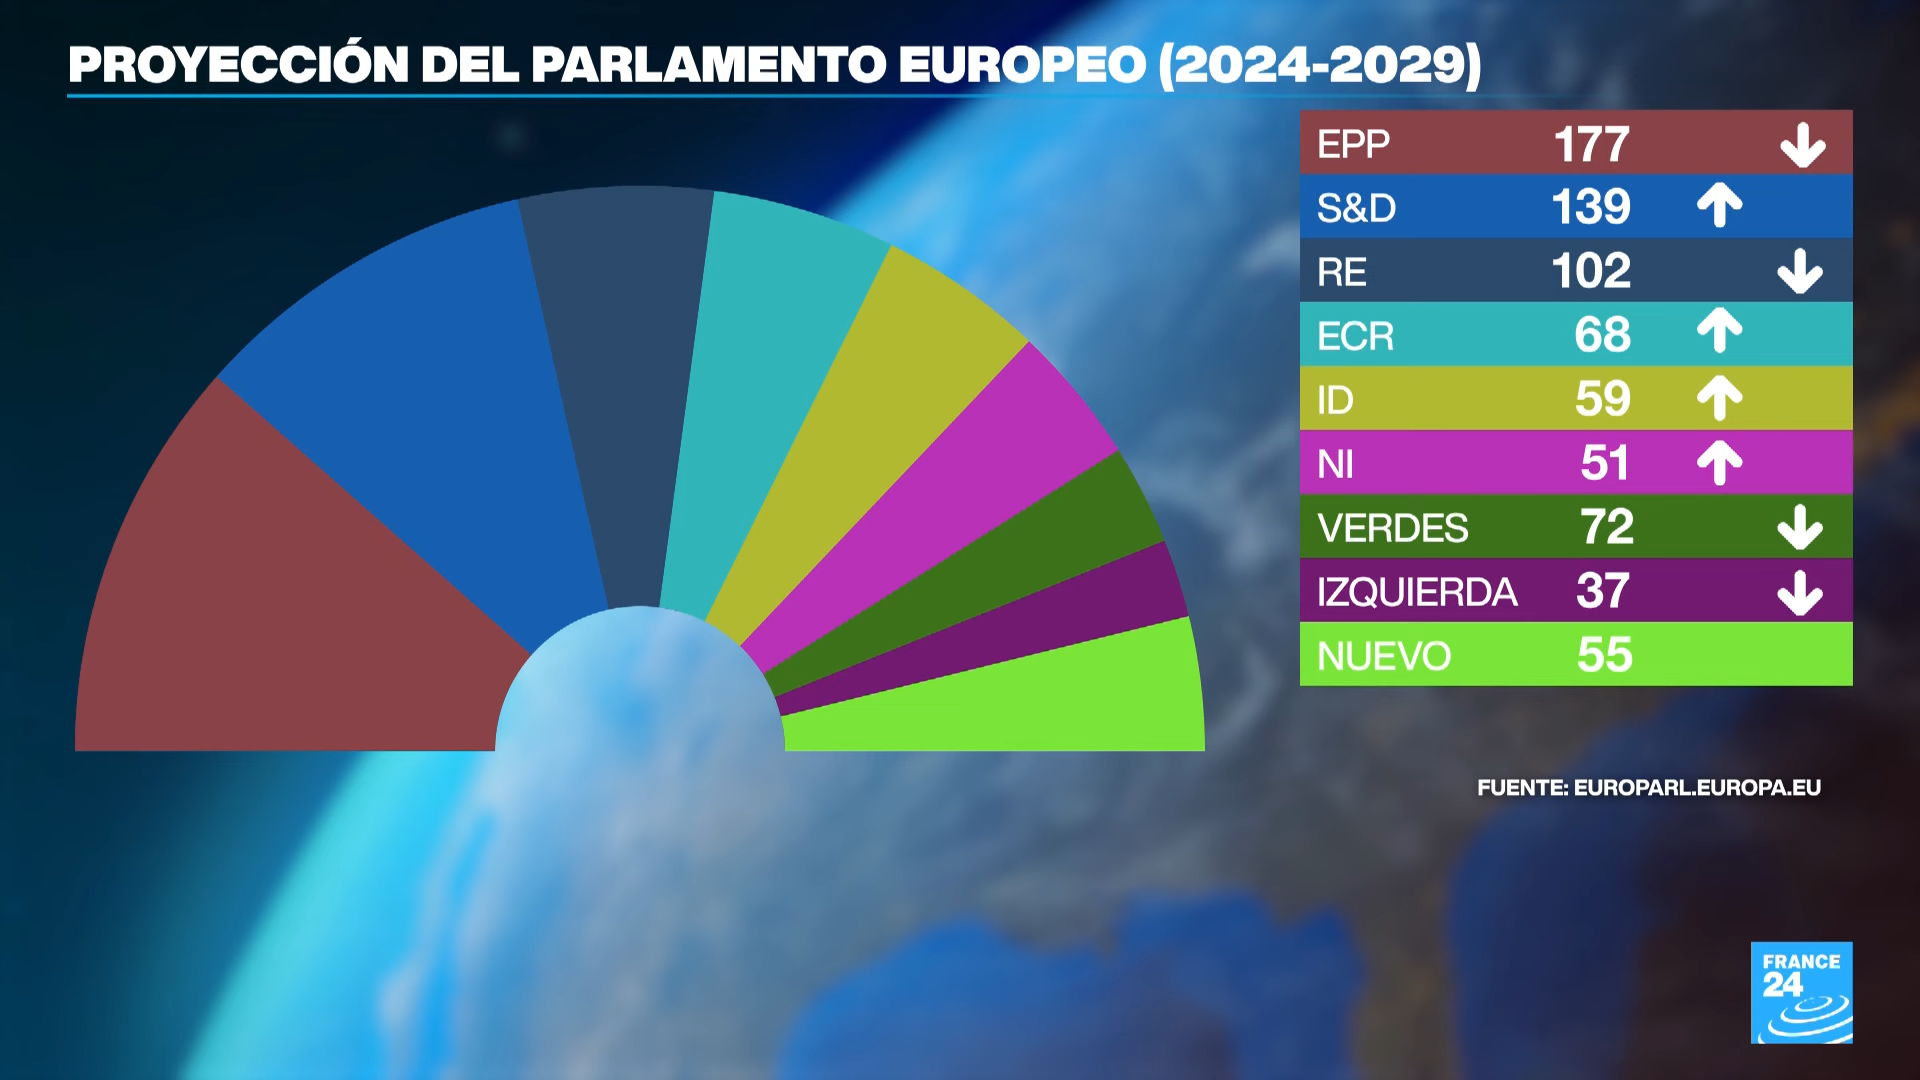 PROYECCIÓN DEL PARLAMENTO EUROPEO (2024-2029)
EPP 177
S&D 139
RE 102
ECR 68
ID 59
NI 51
VERDES 72
IZQUIERDA 37
NUEVO 55
FUENTE: EUROPARL.EUROPA.EU
FRANCE
24